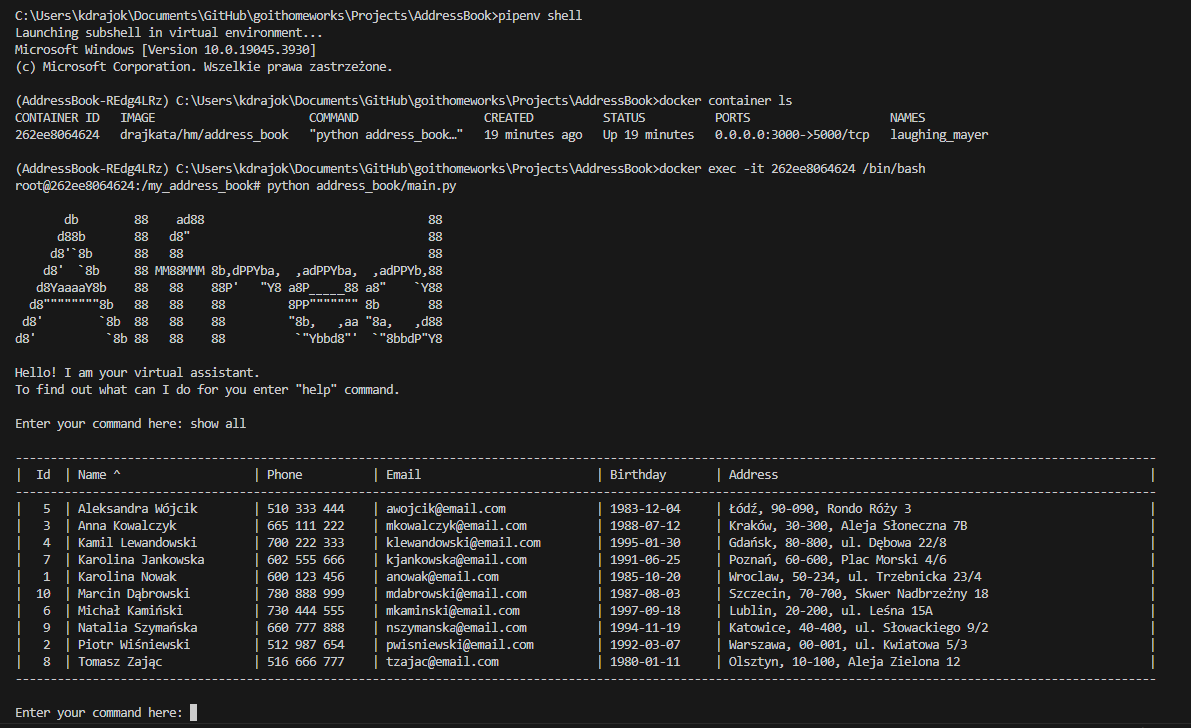 C:\Users\kdrajok\Documents\GitHub\goithomeworks\Projects\AddressBook>pipenv shell
Launching subshell in virtual environment...
Microsoft Windows [Version 10.0.19045.3930]
(c) Microsoft Corporation. Wszelkie prawa zastrzeżone.
(AddressBook-REdg4LRz) C:\Users\kdrajok\Documents\GitHub\goithomeworks\Projects\AddressBook>docker container ls
CONTAINER ID   IMAGE                      COMMAND                  CREATED          STATUS          PORTS                    NAMES
262ee8064624   drajkata/hm/address_book   "python address_book…"   19 minutes ago   Up 19 minutes   0.0.0.0:3000->5000/tcp   laughing_mayer
(AddressBook-REdg4LRz) C:\Users\kdrajok\Documents\GitHub\goithomeworks\Projects\AddressBook>docker exec -it 262ee8064624 /bin/bash
root@262ee8064624:/my_address_book# python address_book/main.py
       db        88    ad88                                88
      d88b       88   d8"                                  88
     d8'`8b      88   88                                   88
    d8'  `8b     88 MM88MMM 8b,dPPYba,  ,adPPYba,  ,adPPYb,88
   d8YaaaaY8b    88   88    88P'   "Y8 a8P_____88 a8"    `Y88
  d8""""""""8b   88   88    88         8PP""""""" 8b       88
 d8'        `8b  88   88    88         "8b,   ,aa "8a,   ,d88
d8'          `8b 88   88    88          `"Ybbd8"'  `"8bbdP"Y8
Hello! I am your virtual assistant.
To find out what can I do for you enter "help" command.
Enter your command here: show all
|  Id  | Name ^                   | Phone          | Email                         | Birthday       | Address                                                     |
|   5  | Aleksandra Wójcik        | 510 333 444    | awojcik@email.com             | 1983-12-04     | Łódź, 90-090, Rondo Róży 3                                  |
|   3  | Anna Kowalczyk           | 665 111 222    | mkowalczyk@email.com          | 1988-07-12     | Kraków, 30-300, Aleja Słoneczna 7B                          |
|   4  | Kamil Lewandowski        | 700 222 333    | klewandowski@email.com        | 1995-01-30     | Gdańsk, 80-800, ul. Dębowa 22/8                             |
|   7  | Karolina Jankowska       | 602 555 666    | kjankowska@email.com          | 1991-06-25     | Poznań, 60-600, Plac Morski 4/6                             |
|   1  | Karolina Nowak           | 600 123 456    | anowak@email.com              | 1985-10-20     | Wroclaw, 50-234, ul. Trzebnicka 23/4                        |
|  10  | Marcin Dąbrowski         | 780 888 999    | mdabrowski@email.com          | 1987-08-03     | Szczecin, 70-700, Skwer Nadbrzeżny 18                       |
|   6  | Michał Kamiński          | 730 444 555    | mkaminski@email.com           | 1997-09-18     | Lublin, 20-200, ul. Leśna 15A                               |
|   9  | Natalia Szymańska        | 660 777 888    | nszymanska@email.com          | 1994-11-19     | Katowice, 40-400, ul. Słowackiego 9/2                       |
|   2  | Piotr Wiśniewski         | 512 987 654    | pwisniewski@email.com         | 1992-03-07     | Warszawa, 00-001, ul. Kwiatowa 5/3                          |
|   8  | Tomasz Zając             | 516 666 777    | tzajac@email.com              | 1980-01-11     | Olsztyn, 10-100, Aleja Zielona 12                           |
Enter your command here: